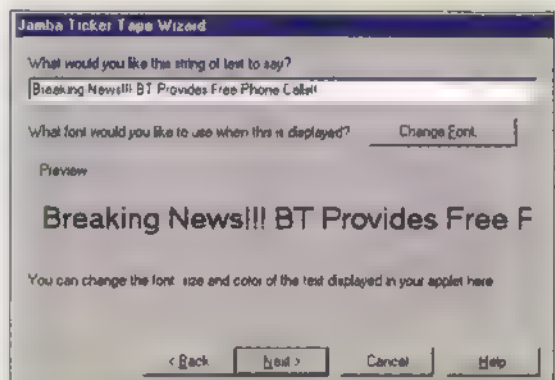 Jamba Ticker Tape Wizard
What would you like this string of text to say?
Breaking News!!! BT Provides Free Phone Calls!!
What font would you like to use when this is displayed?
Change Font.
Preview
Breaking News!!! BT Provides Free F
You can change the font size and color of the text displayed in your applet here
< Back
Next >
Cancel
Help